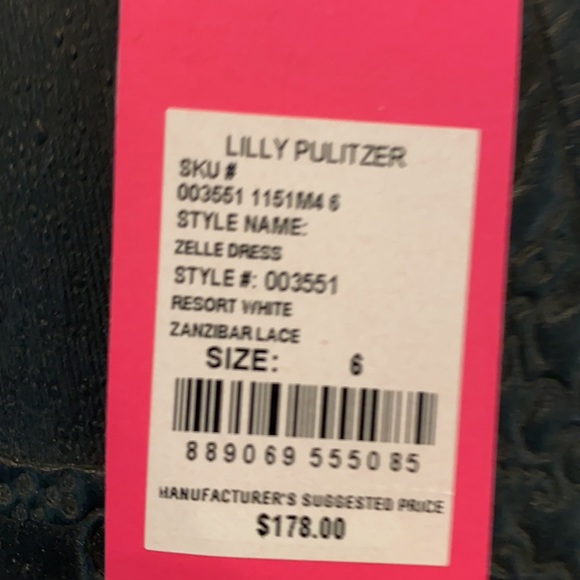 LILLY PULITZER
SKU #
003551 1151M4 6
STYLE NAME:
ZELLE DRESS
STYLE #: 003551
RESORT WHITE
ZANZIBAR LACE
SIZE: 6
889069 555085
MANUFACTURER'S SUGGESTED PRICE
$178.00